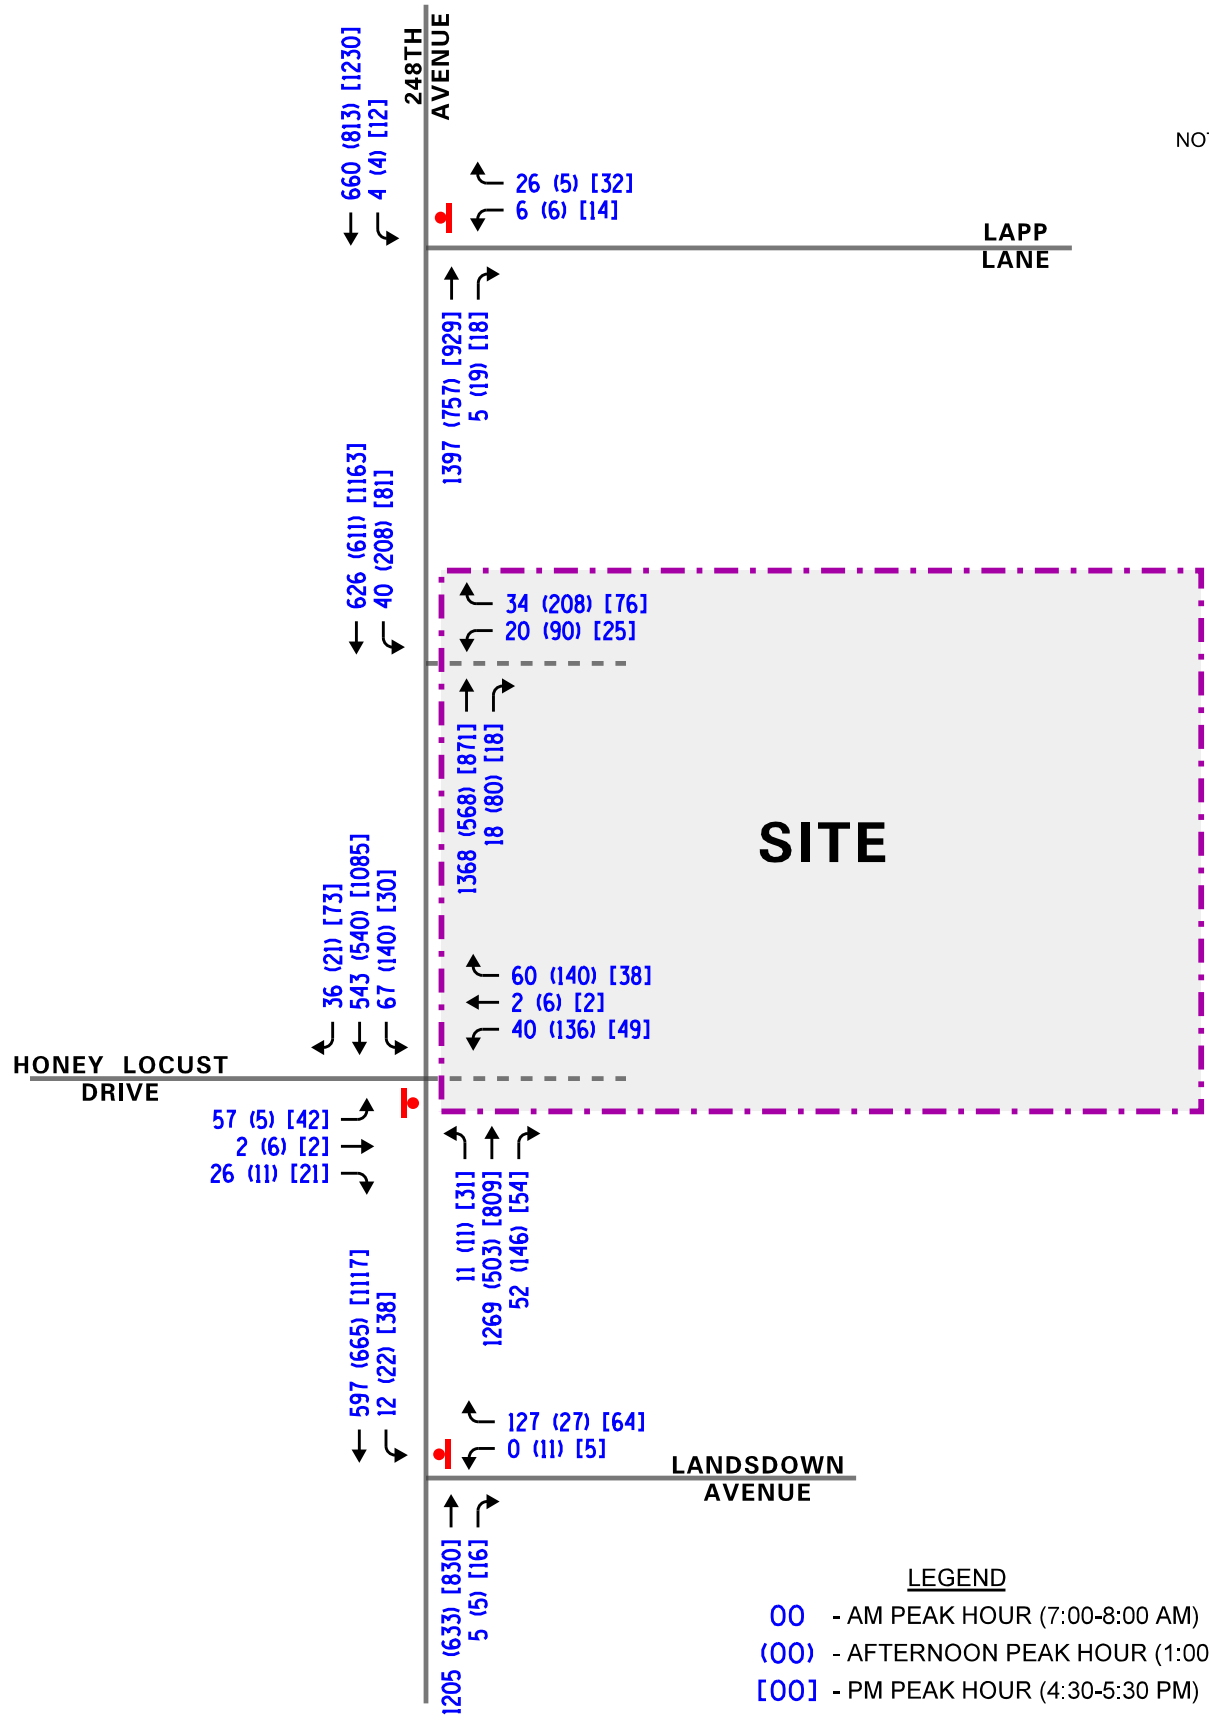 248TH
AVENUE
660 (813) [1230]
4 (4) [12]
NOT
26 (5) [32]
6 (6) [14]
LAPP
LANE
1397 (757) [929]
5 (19) [18]
626 (611) [1163]
40 (208) [81]
34 (208) [76]
20 (90) [25]
1368 (568) [871]
18 (80) [18]
SITE
36 (21) [73]
543 (540) [1085]
67 (140) [30]
60 (140) [38]
2 (6) [2]
40 (136) [49]
HONEY LOCUST
DRIVE
57 (5) [42]
2 (6) [2]
26 (11) [21]
11 (11) [31]
1269 (503) [809]
52 (146) [54]
597 (665) [1117]
12 (22) [38]
127 (27) [64]
0 (11) [5]
LANDSDOWN
AVENUE
1205 (633) [830]
5 (5) [16]
LEGEND
00 - AM PEAK HOUR (7:00-8:00 AM)
(00) - AFTERNOON PEAK HOUR (1:00
[00] - PM PEAK HOUR (4:30-5:30 PM)